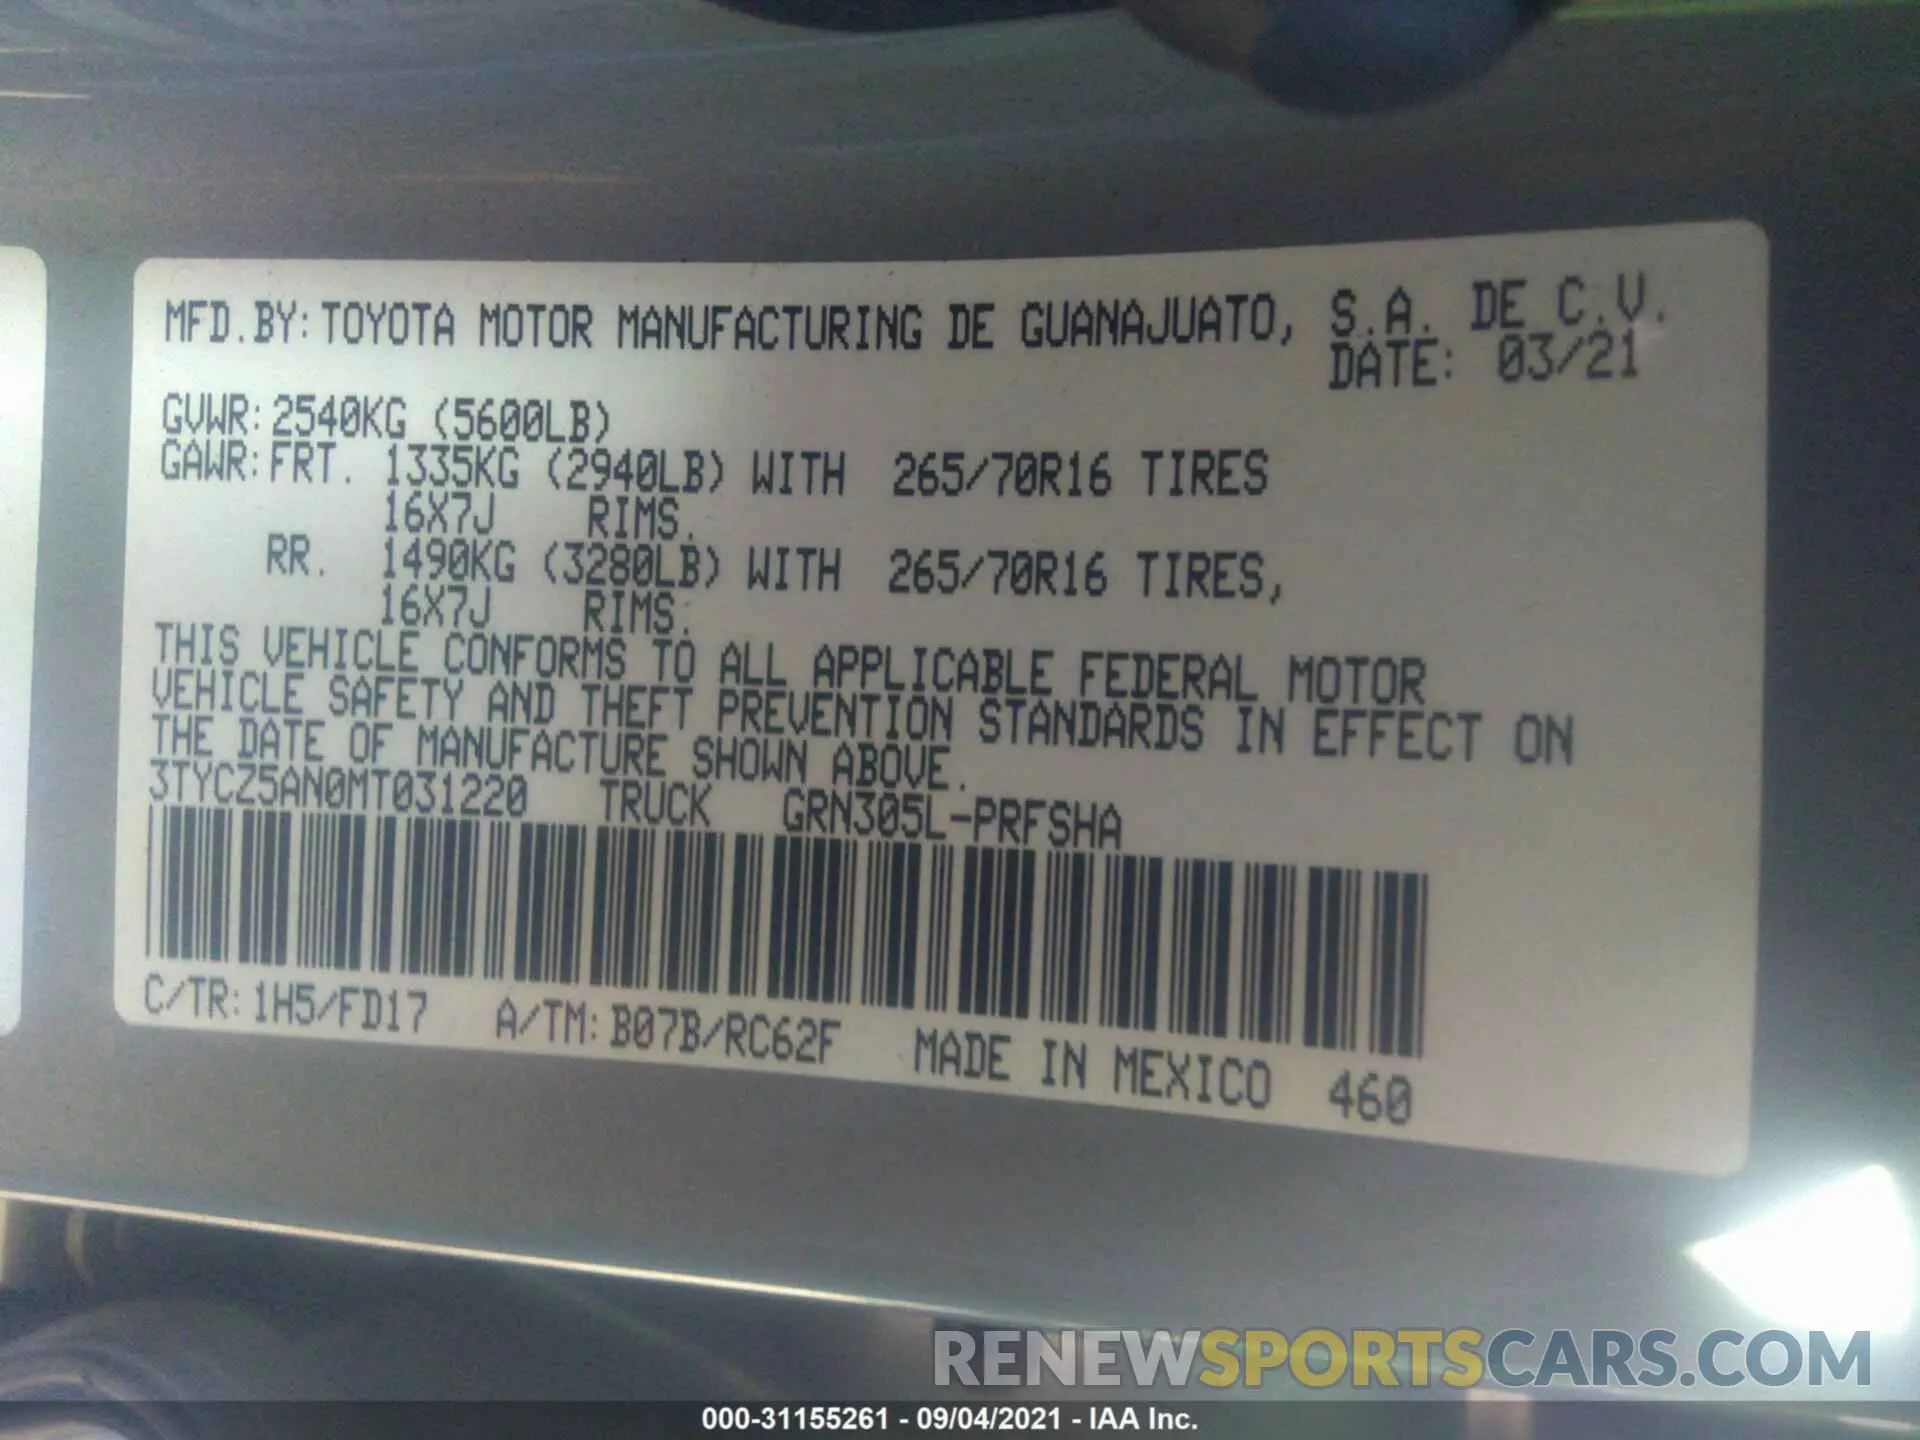 MFD.BY: TOYOTA MOTOR MANUFACTURING DE GUANAJUATO, S.A. DE C.V.
DATE: 03/21
GVWR: 2540KG (5600LB)
GAWR: FRT. 1335KG (2940LB) WITH 265/70R16 TIRES
16X7J RIMS.
RR. 1490KG (3280LB) WITH 265/70R16 TIRES,
16X7J RIMS.
THIS VEHICLE CONFORMS TO ALL APPLICABLE FEDERAL MOTOR
VEHICLE SAFETY AND THEFT PREVENTION STANDARDS IN EFFECT ON
THE DATE OF MANUFACTURE SHOWN ABOVE.
3TYCZ5AN0MT031220 TRUCK GRN305L-PRFSHA
C/TR: 1H5/FD17 A/TM: B07B/RC62F MADE IN MEXICO 460
RENEWSPORTSCARS.COM
000-31155261 - 09/04/2021 - IAA Inc.